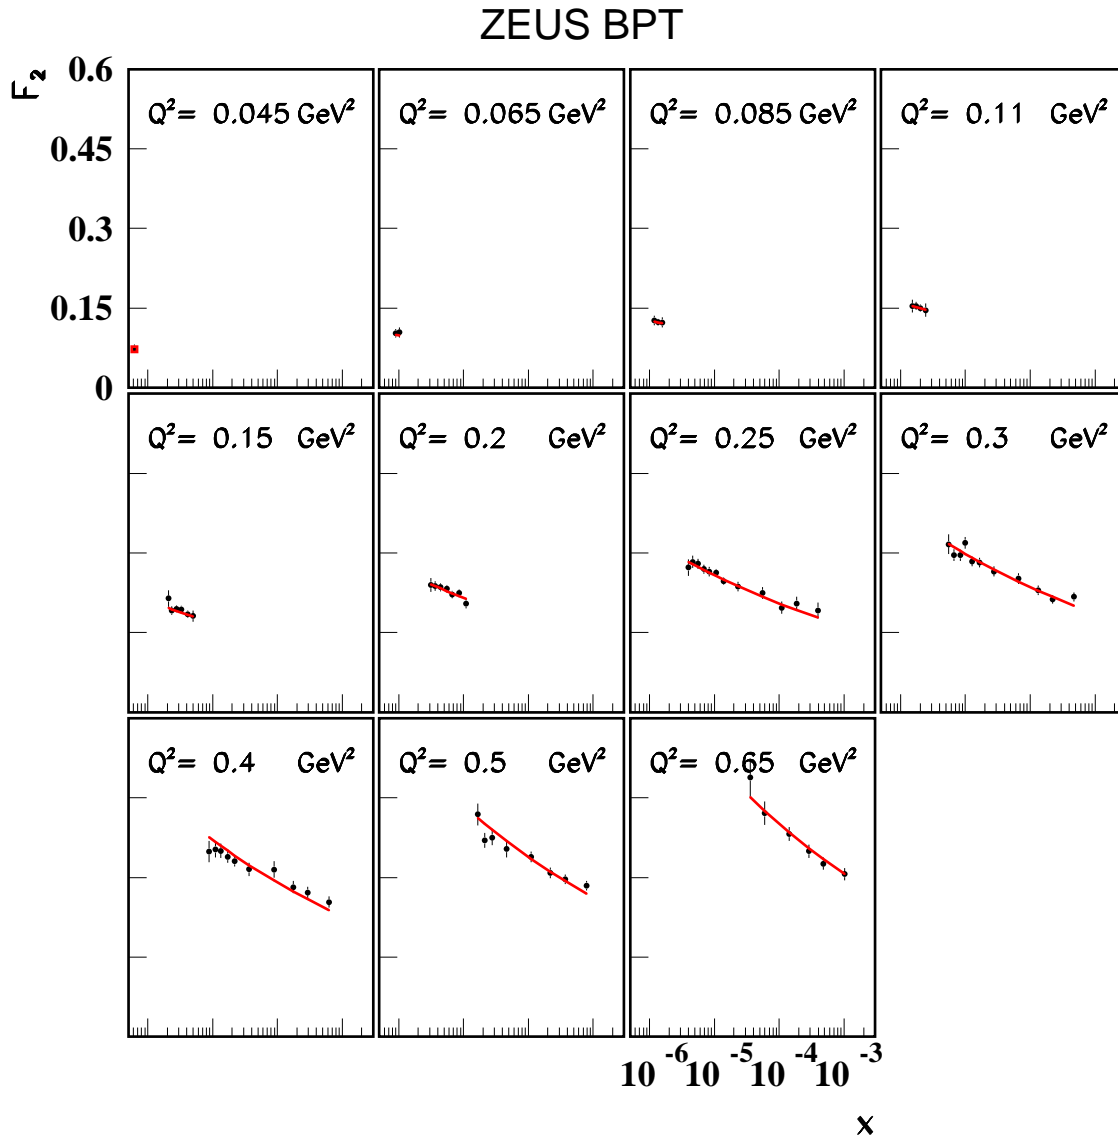 ZEUS BPT
F₂
0.6
0.45
0.3
0.15
0
Q²= 0.045 GeV²
Q²= 0.065 GeV²
Q²= 0.085 GeV²
Q²= 0.11 GeV²
Q²= 0.15 GeV²
Q²= 0.2 GeV²
Q²= 0.25 GeV²
Q²= 0.3 GeV²
Q²= 0.4 GeV²
Q²= 0.5 GeV²
Q²= 0.65 GeV²
10⁻⁶ 10⁻⁵ 10⁻⁴ 10⁻³
x